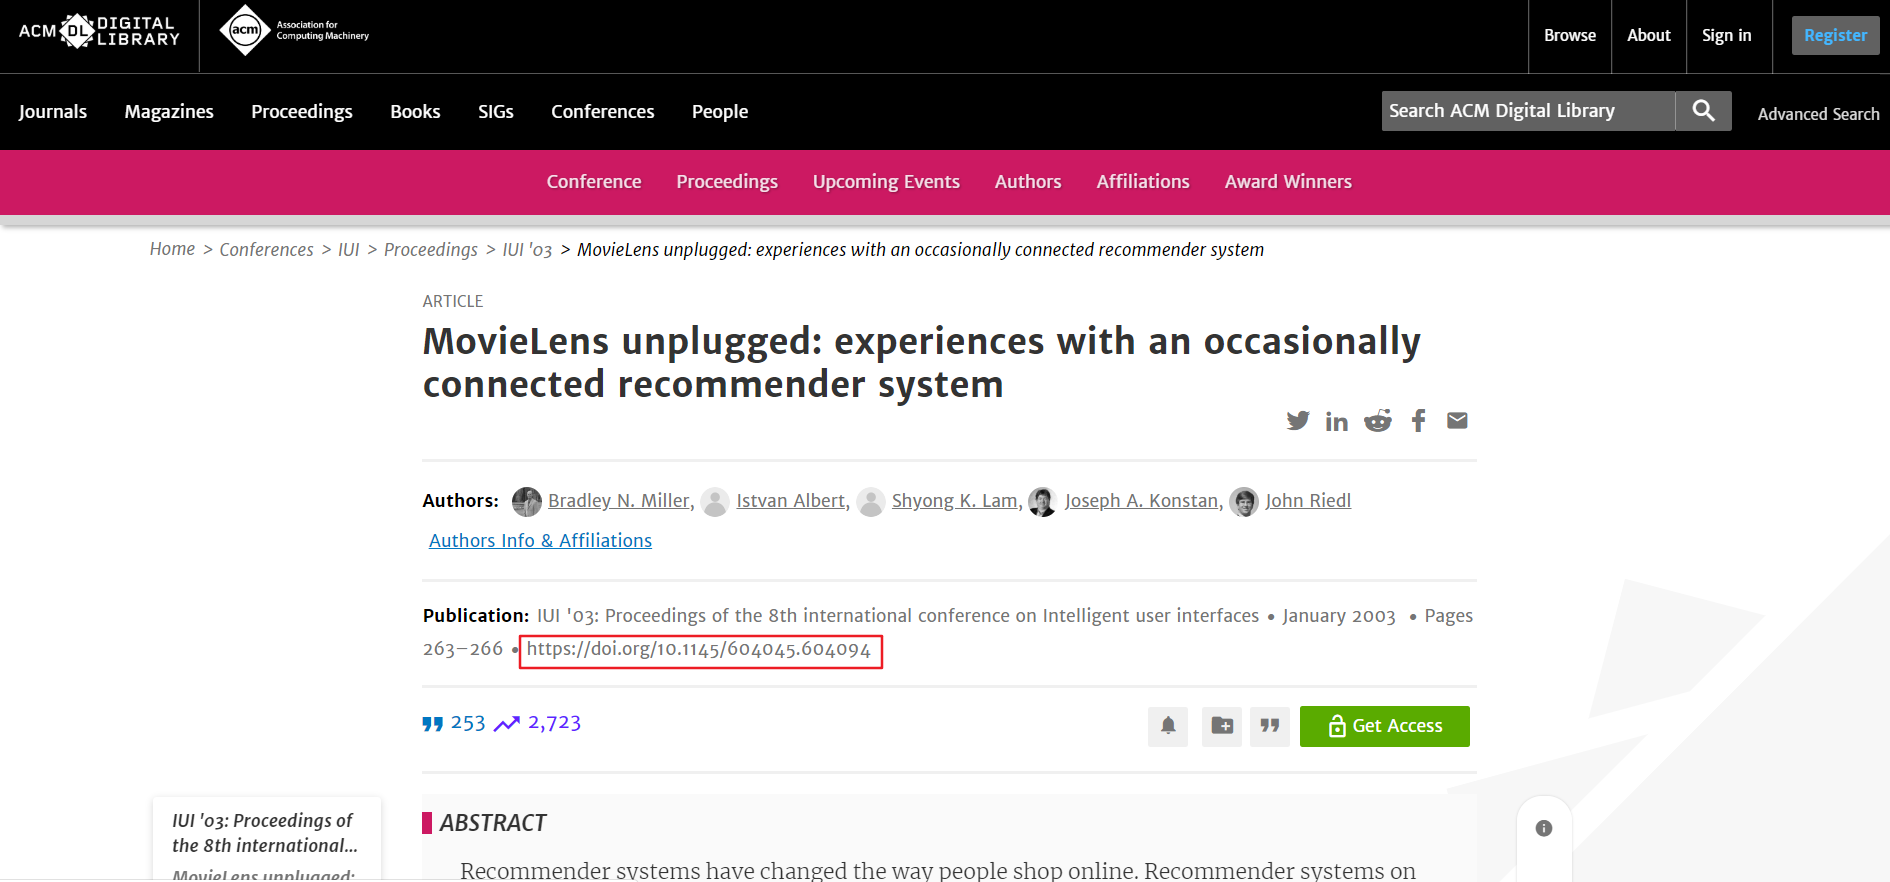 ACM DL DIGITAL LIBRARY
acm Association for Computing Machinery
Browse About Sign in Register
Journals Magazines Proceedings Books SIGs Conferences People
Search ACM Digital Library
Advanced Search
Conference Proceedings Upcoming Events Authors Affiliations Award Winners
Home > Conferences > IUI > Proceedings > IUI '03 > MovieLens unplugged: experiences with an occasionally connected recommender system
ARTICLE
MovieLens unplugged: experiences with an occasionally
connected recommender system
Authors: Bradley N. Miller, Istvan Albert, Shyong K. Lam, Joseph A. Konstan, John Riedl
Authors Info & Affiliations
Publication: IUI '03: Proceedings of the 8th international conference on Intelligent user interfaces • January 2003 • Pages
263–266 • https://doi.org/10.1145/604045.604094
253 2,723
Get Access
IUI '03: Proceedings of
the 8th international...
MovieLens unplugged:
ABSTRACT
Recommender systems have changed the way people shop online. Recommender systems on